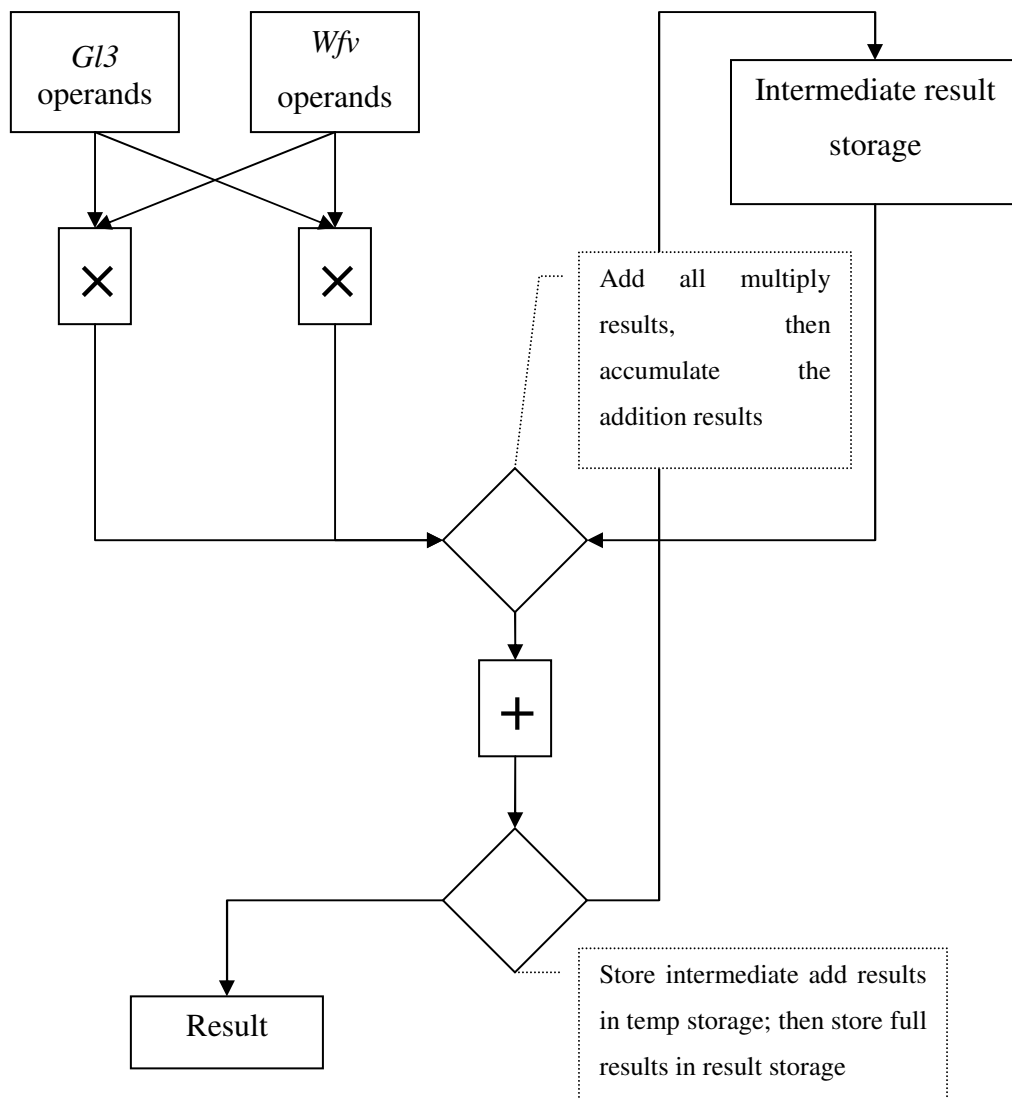 Gl3
operands
Wfv
operands
Intermediate result
storage
×
×
Add all multiply
results, then
accumulate the
addition results
+
Store intermediate add results
in temp storage; then store full
results in result storage
Result